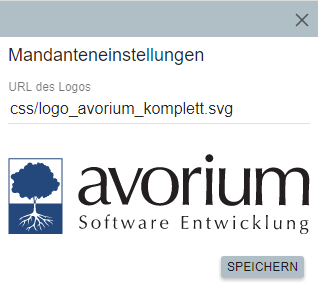 Mandanteneinstellungen
URL des Logos
css/logo_avorium_komplett.svg
avorium
Software Entwicklung
SPEICHERN